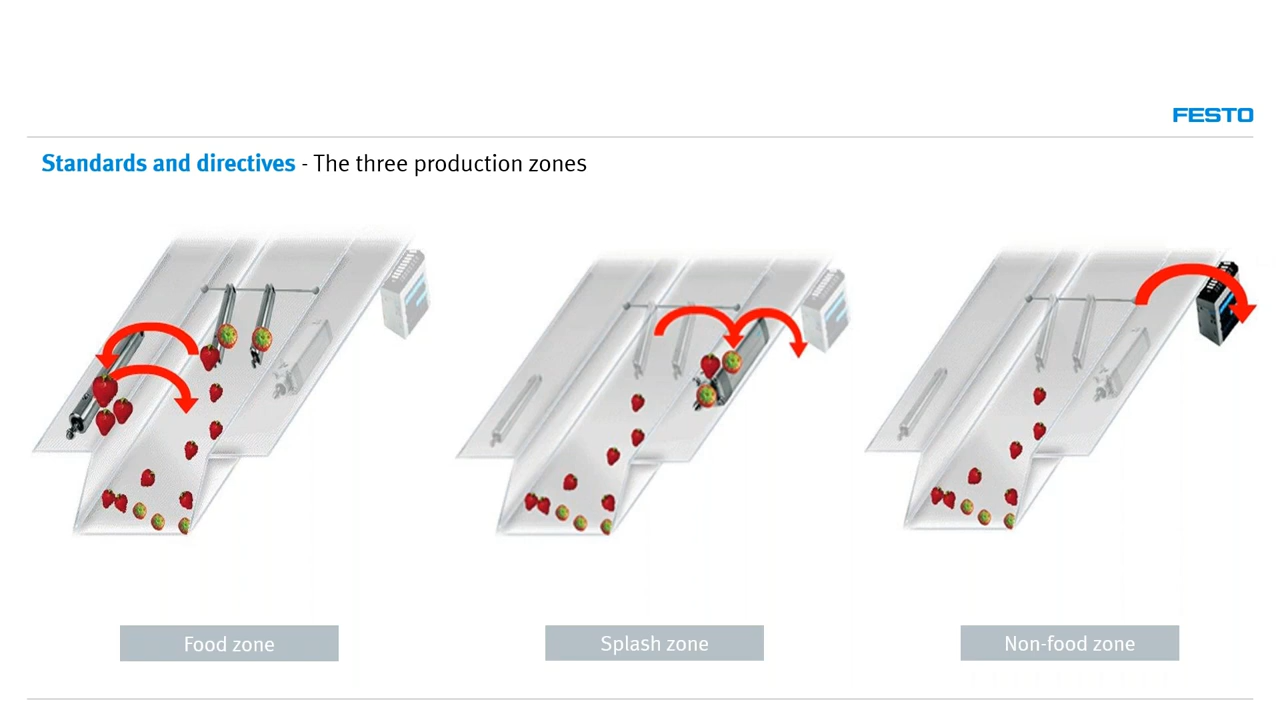 FESTO
Standards and directives - The three production zones
Food zone
Splash zone
Non-food zone